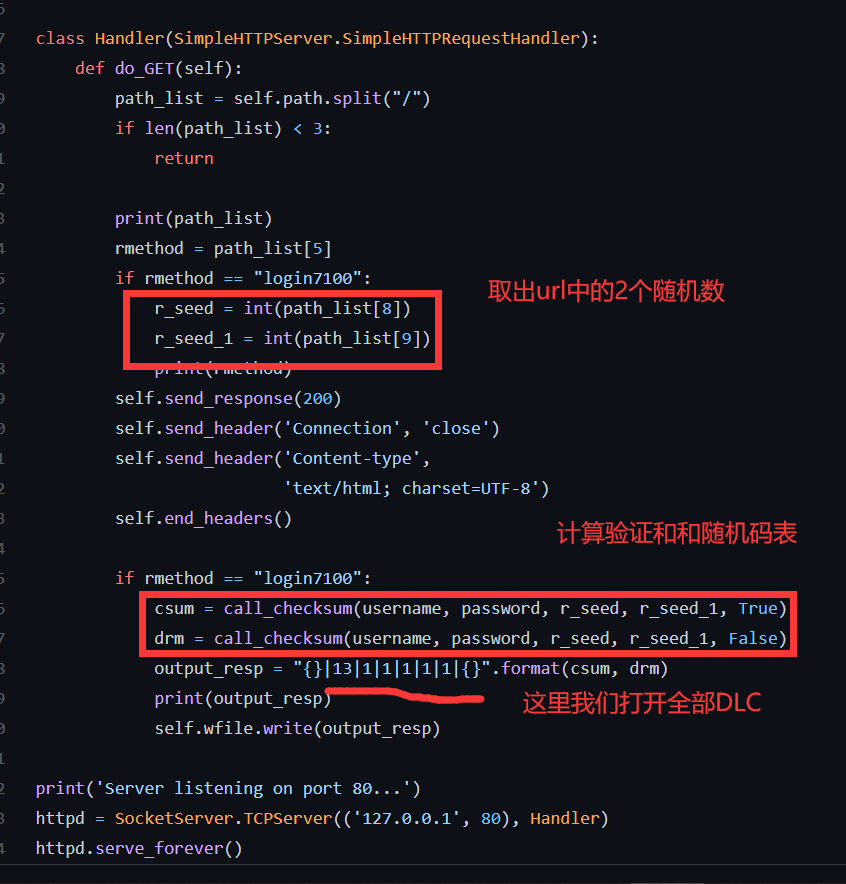 class Handler(SimpleHTTPServer.SimpleHTTPRequestHandler):
def do_GET(self):
path_list = self.path.split("/")
if len(path_list) < 3:
return
print(path_list)
rmethod = path_list[5]
if rmethod == "login7100":
取出url中的2个随机数
r_seed = int(path_list[8])
r_seed_1 = int(path_list[9])
print(rmethod)
self.send_response(200)
self.send_header('Connection', 'close')
self.send_header('Content-type',
'text/html; charset=UTF-8')
self.end_headers()
计算验证和和随机码表
if rmethod == "login7100":
csum = call_checksum(username, password, r_seed, r_seed_1, True)
drm = call_checksum(username, password, r_seed, r_seed_1, False)
output_resp = "{}|13|1|1|1|1|1|{}".format(csum, drm)
print(output_resp)
这里我们打开全部DLC
self.wfile.write(output_resp)
print('Server listening on port 80...')
httpd = SocketServer.TCPServer(('127.0.0.1', 80), Handler)
httpd.serve_forever()